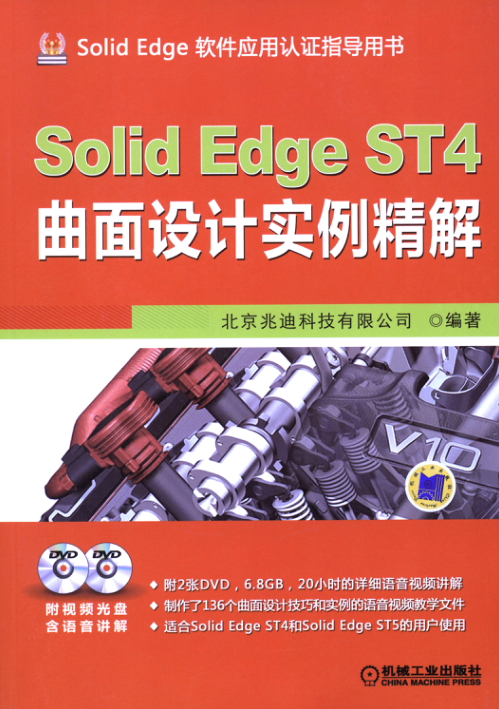 Solid Edge 软件应用认证指导用书
Solid Edge ST4
曲面设计实例精解
北京兆迪科技有限公司 ◎编著
V10
DVD DVD
附视频光盘
含语音讲解
◆ 附2张DVD，6.8GB，20小时的详细语音视频讲解
◆ 制作了136个曲面设计技巧和实例的语音视频教学文件
◆ 适合Solid Edge ST4和Solid Edge ST5的用户使用
机械工业出版社
CHINA MACHINE PRESS